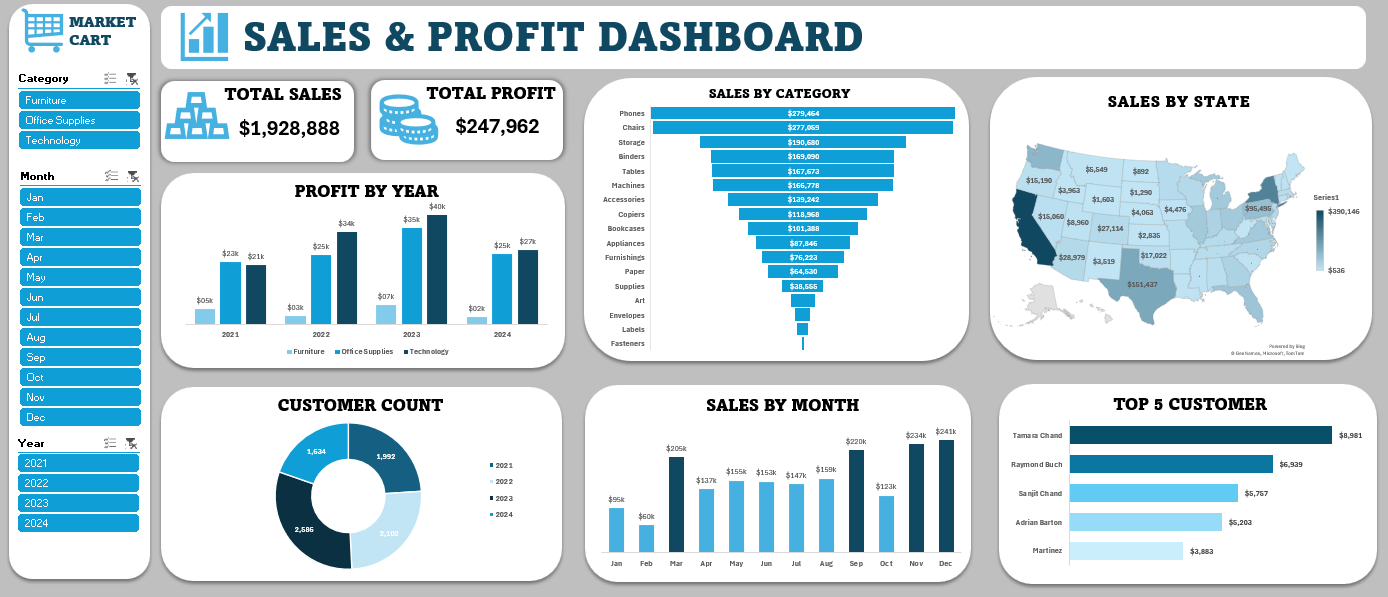 MARKET
CART
SALES & PROFIT DASHBOARD
Category
Furniture
Office Supplies
Technology
Month
Jan
Feb
Mar
Apr
May
Jun
Jul
Aug
Sep
Oct
Nov
Dec
Year
2021
2022
2023
2024
TOTAL SALES
$1,928,888
TOTAL PROFIT
$247,962
PROFIT BY YEAR
$05k $23k $21k
$03k $25k $34k
$07k $35k $40k
$02k $25k $27k
2021 2022 2023 2024
Furniture Office Supplies Technology
SALES BY CATEGORY
Phones $279,464
Chairs $277,059
Storage $190,680
Binders $169,090
Tables $167,673
Machines $166,778
Accessories $139,242
Copiers $118,968
Bookcases $101,388
Appliances $87,846
Furnishings $76,223
Paper $64,530
Supplies $38,555
Art
Envelopes
Labels
Fasteners
SALES BY STATE
$15,190
$5,549
$892
$3,963
$1,603
$1,290
$4,063
$4,476
$95,495
$15,060
$8,960
$27,114
$2,835
$28,979
$3,519
$17,022
$151,437
Series1
$390,146
$536
Powered by Bing
© GeoNames, Microsoft, TomTom
CUSTOMER COUNT
1,634
1,992
2,586
2,102
2021
2022
2023
2024
SALES BY MONTH
$95k $60k $205k $137k $155k $153k $147k $159k $220k $123k $234k $241k
Jan Feb Mar Apr May Jun Jul Aug Sep Oct Nov Dec
TOP 5 CUSTOMER
Tamara Chand $8,981
Raymond Buch $6,939
Sanjit Chand $5,757
Adrian Barton $5,203
Martinez $3,883